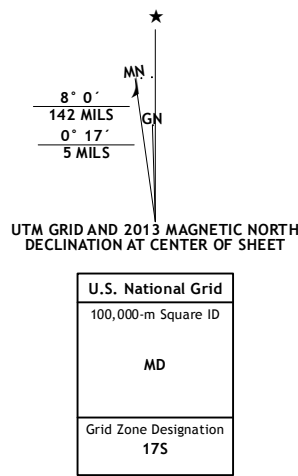 ★
MN
GN
8° 0´
142 MILS
0° 17´
5 MILS
UTM GRID AND 2013 MAGNETIC NORTH
DECLINATION AT CENTER OF SHEET
U.S. National Grid
100,000-m Square ID
MD
Grid Zone Designation
17S